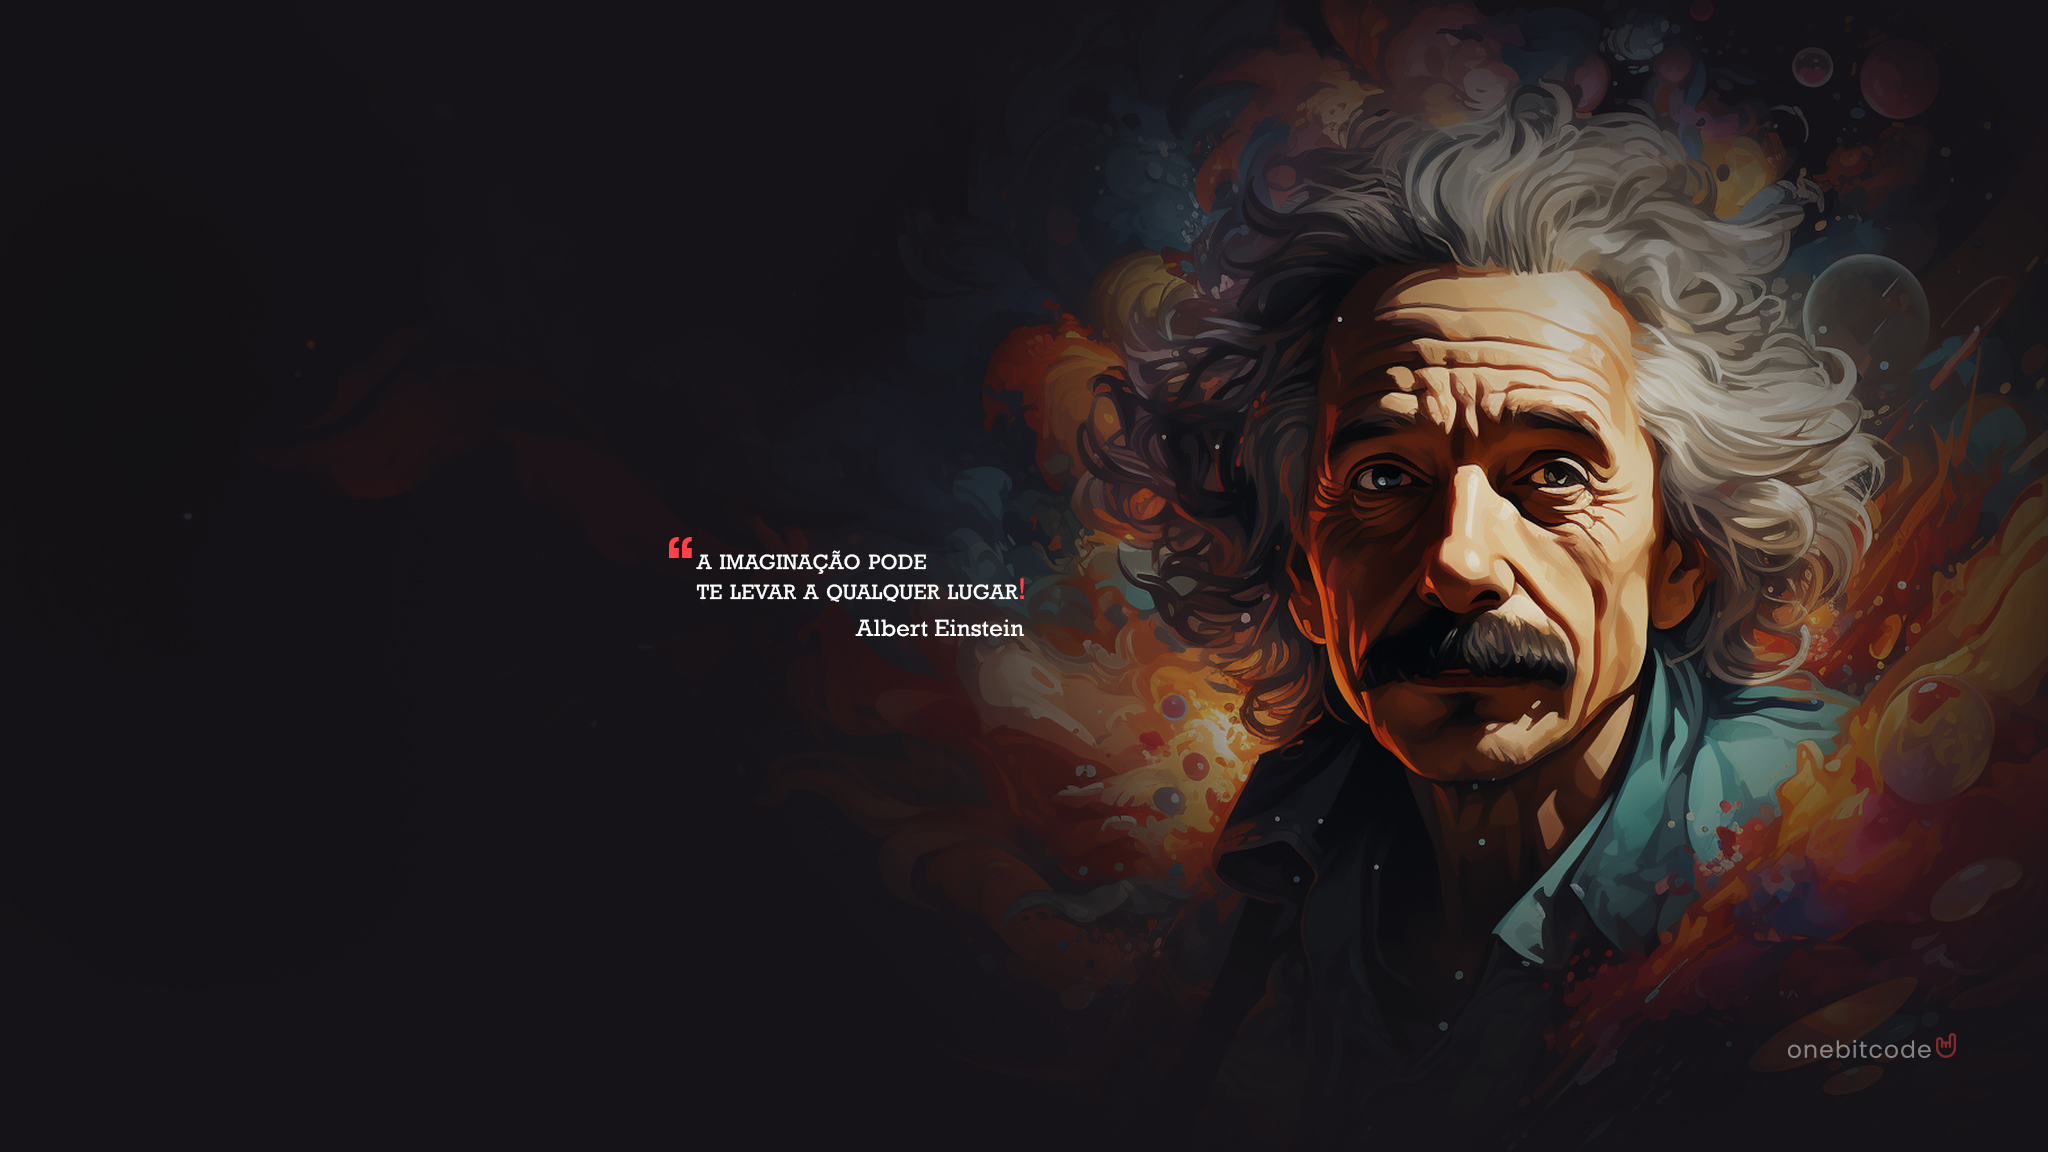 “A IMAGINAÇÃO PODE
TE LEVAR A QUALQUER LUGAR!
Albert Einstein
onebitcode